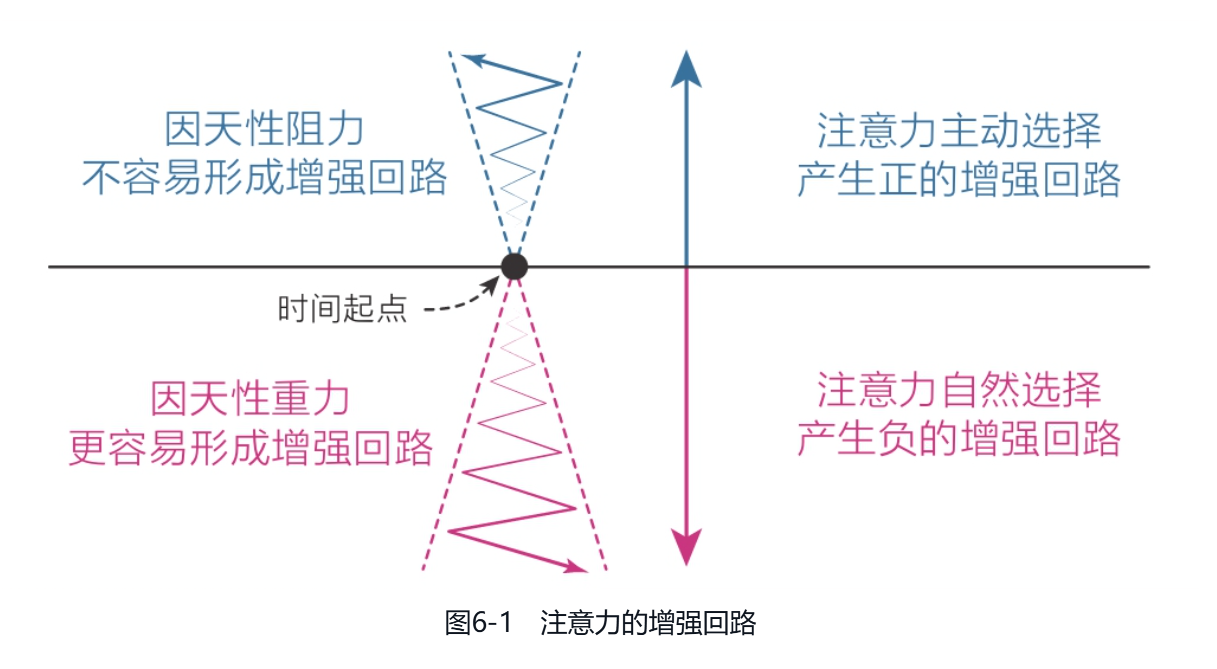 因天性阻力
不容易形成增强回路
注意力主动选择
产生正的增强回路
时间起点
因天性重力
更容易形成增强回路
注意力自然选择
产生负的增强回路
图6-1 注意力的增强回路